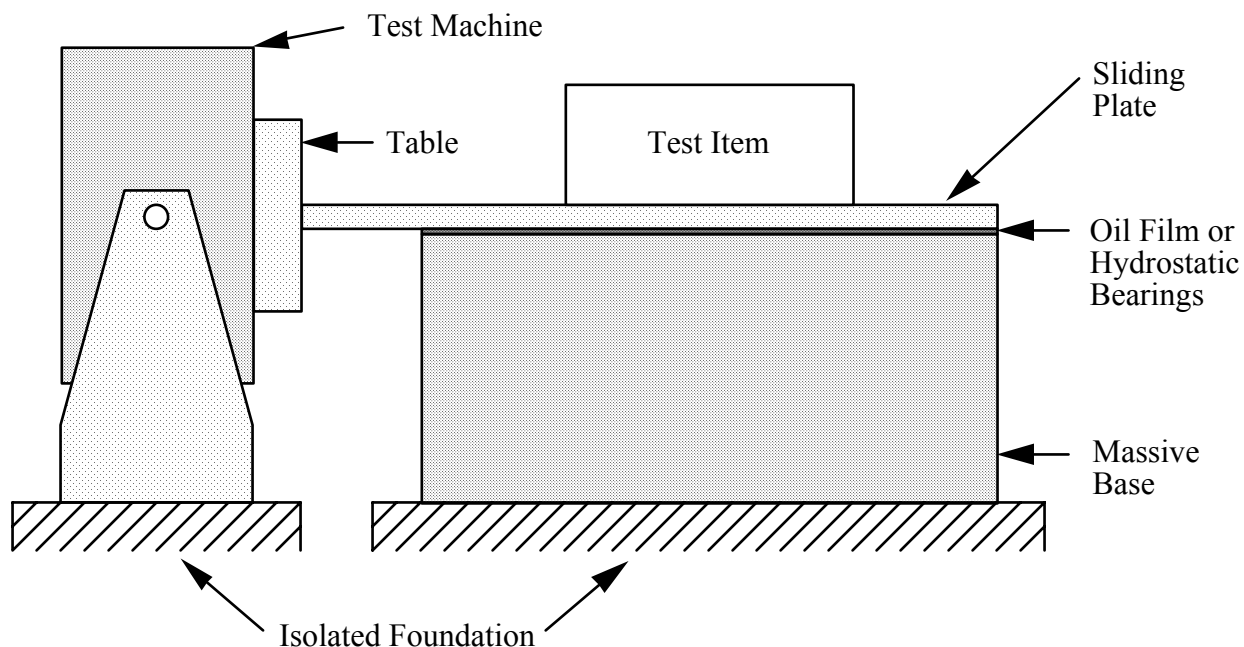 Test Machine
Sliding
Plate
Table
Test Item
Oil Film or
Hydrostatic
Bearings
Massive
Base
Isolated Foundation